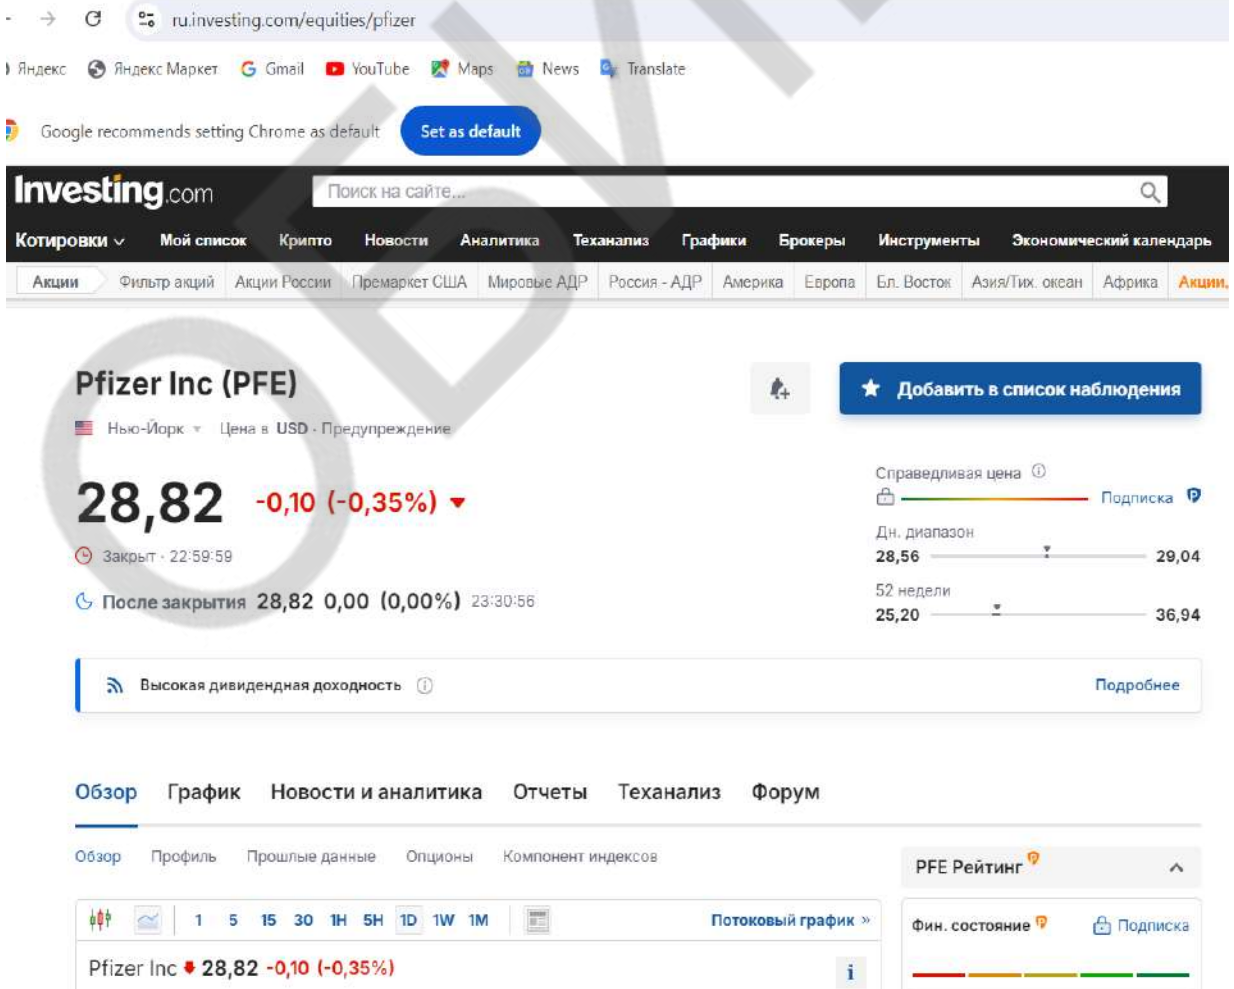 ru.investing.com/equities/pfizer
Яндекс Яндекс Маркет Gmail YouTube Maps News Translate
Google recommends setting Chrome as default Set as default
Investing.com Поиск на сайте...
Котировки Мой список Крипто Новости Аналитика Теханализ Графики Брокеры Инструменты Экономический календарь
Акции Фильтр акций Акции России Премаркет США Мировые АДР Россия - АДР Америка Европа Бл. Восток Азия/Тих. океан Африка Акции,
Pfizer Inc (PFE)
Добавить в список наблюдения
Нью-Йорк Цена в USD · Предупреждение
Справедливая цена
28,82 -0,10 (-0,35%)
Подписка
Дн. диапазон
Закрыт · 22:59:59
28,56 29,04
52 недели
После закрытия 28,82 0,00 (0,00%) 23:30:56
25,20 36,94
Высокая дивидендная доходность Подробнее
Обзор График Новости и аналитика Отчеты Теханализ Форум
Обзор Профиль Прошлые данные Опционы Компонент индексов
PFE Рейтинг
1 5 15 30 1H 5H 1D 1W 1M Потоковый график »
Фин. состояние Подписка
Pfizer Inc 28,82 -0,10 (-0,35%)